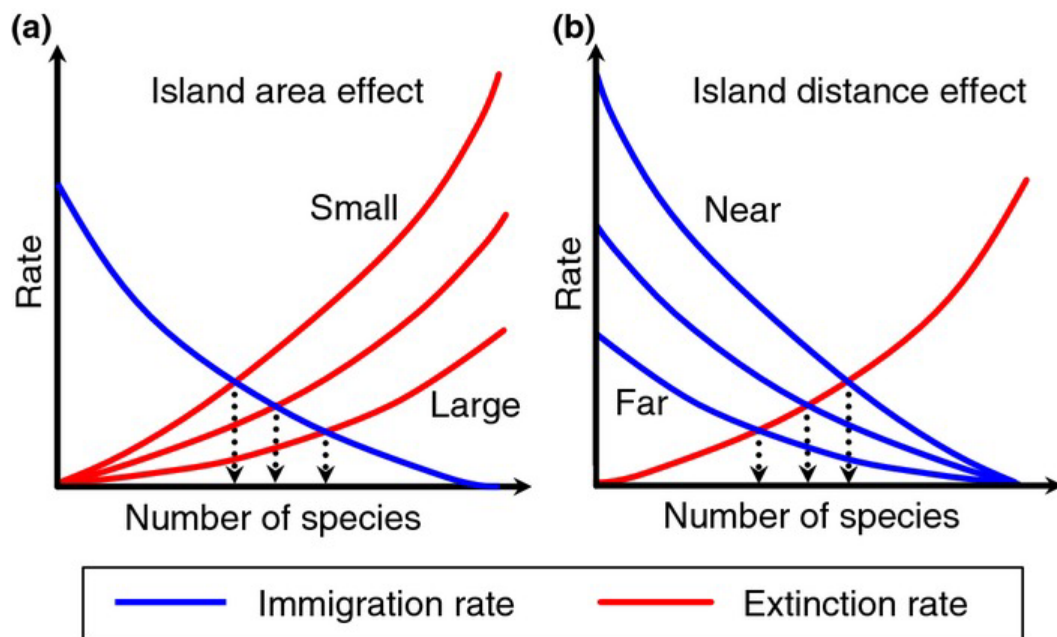 (a)
Island area effect
Small
Large
Rate
Number of species
(b)
Island distance effect
Near
Far
Rate
Number of species
Immigration rate
Extinction rate